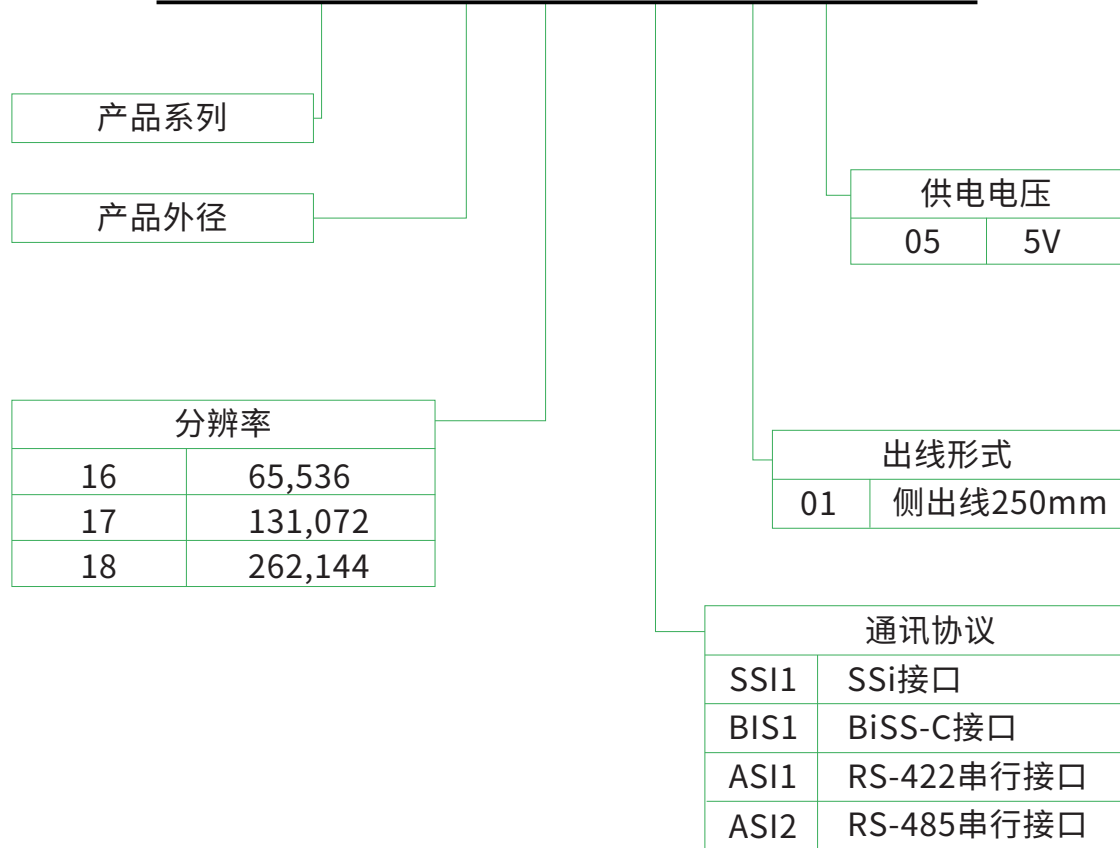 产品系列
产品外径
供电电压
05 5V
分辨率
16 65,536
17 131,072
18 262,144
出线形式
01 侧出线250mm
通讯协议
SSI1 SSi接口
BIS1 BiSS-C接口
ASI1 RS-422串行接口
ASI2 RS-485串行接口